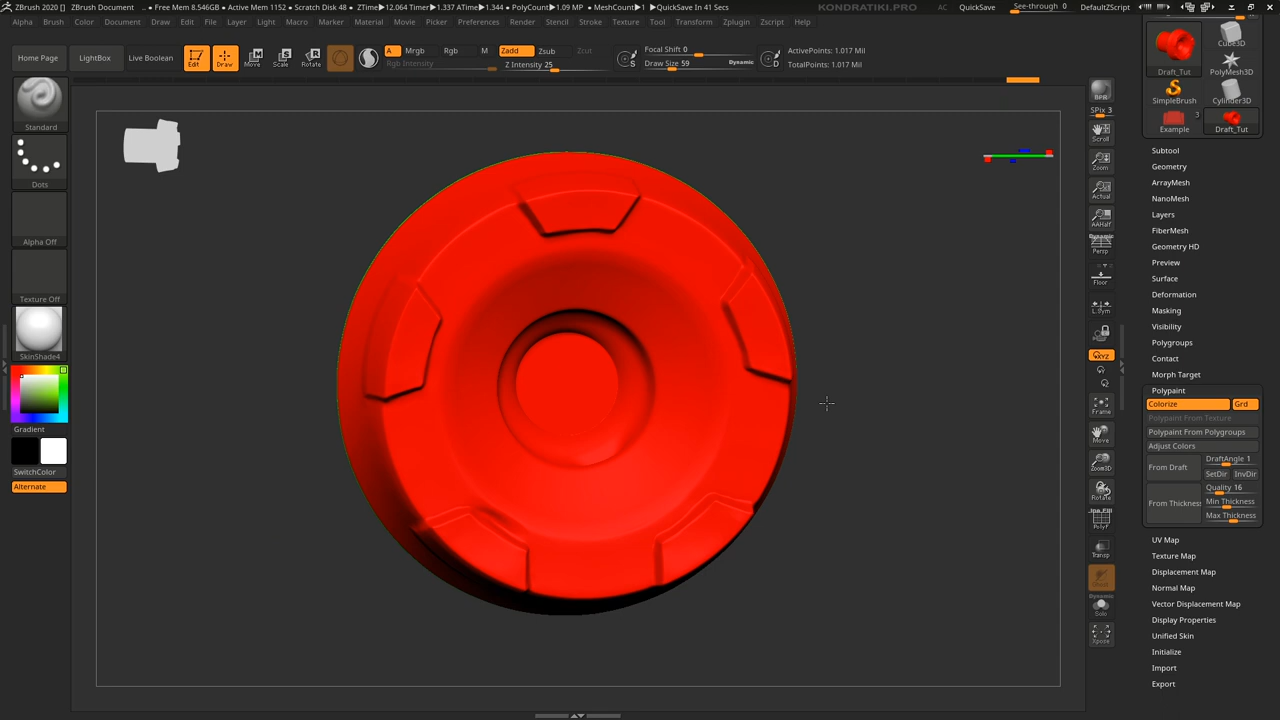 ZBrush 2020 [] ZBrush Document .. ● Free Mem 8.546GB ● Active Mem 1152 ● Scratch Disk 48 ● ZTime▶12.064 Timer▶1.337 ATime▶1.344 ● PolyCount▶1.09 MP ● MeshCount▶1 ▶QuickSave In 41 Secs KONDRATIKI.PRO AC QuickSave See-through 0 Menus DefaultZScript
Alpha Brush Color Document Draw Edit File Layer Light Macro Marker Material Movie Picker Preferences Render Stencil Stroke Texture Tool Transform Zplugin Zscript Help
Home Page LightBox Live Boolean Edit Draw Move Scale Rotate
A Mrgb Rgb M Zadd Zsub Zcut
Rgb Intensity Z Intensity 25
S Focal Shift 0
Draw Size 59 Dynamic
D ActivePoints: 1.017 Mil
TotalPoints: 1.017 Mil
Standard
Dots
Alpha Off
Texture Off
SkinShade4
Gradient
SwitchColor
Alternate
BPR
SPix 3
Scroll
Zoom
Actual
AAHalf
Dynamic
Persp
Floor
L.Sym
XYZ
Frame
Move
Zoom3D
Rotate
Line Fill
PolyF
Transp
Dynamic
Solo
Xpose
Draft_Tut
Cube3D
PolyMesh3D
SimpleBrush
Cylinder3D
3
Example
Draft_Tut
Subtool
Geometry
ArrayMesh
NanoMesh
Layers
FiberMesh
Geometry HD
Preview
Surface
Deformation
Masking
Visibility
Polygroups
Contact
Morph Target
Polypaint
Colorize Grd
Polypaint From Texture
Polypaint From Polygroups
Adjust Colors
From Draft DraftAngle 1
SetDir InvDir
From Thickness Quality 16
Min Thickness
Max Thickness
UV Map
Texture Map
Displacement Map
Normal Map
Vector Displacement Map
Display Properties
Unified Skin
Initialize
Import
Export